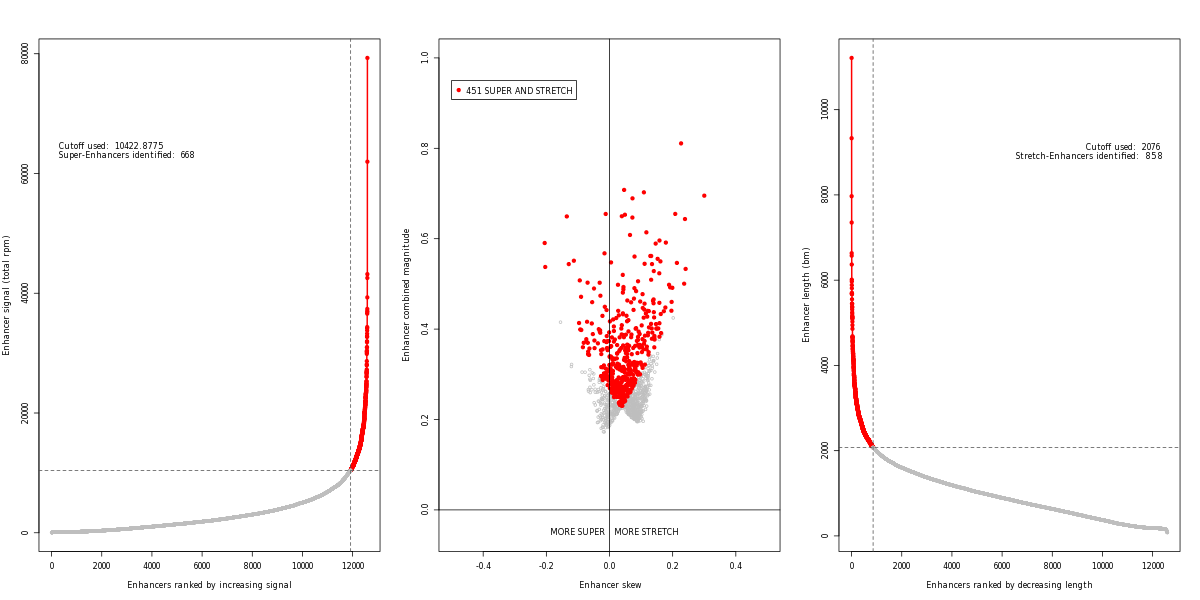 Enhancer signal (total rpm)
80000
60000
40000
20000
0
Cutoff used: 10422.8775
Super-Enhancers identified: 668
0 2000 4000 6000 8000 10000 12000
Enhancers ranked by increasing signal
Enhancer combined magnitude
1.0
0.8
0.6
0.4
0.2
0.0
451 SUPER AND STRETCH
MORE SUPER MORE STRETCH
-0.4 -0.2 0.0 0.2 0.4
Enhancer skew
Enhancer length (bm)
10000
8000
6000
4000
2000
0
Cutoff used: 2076
Stretch-Enhancers identified: 858
0 2000 4000 6000 8000 10000 12000
Enhancers ranked by decreasing length